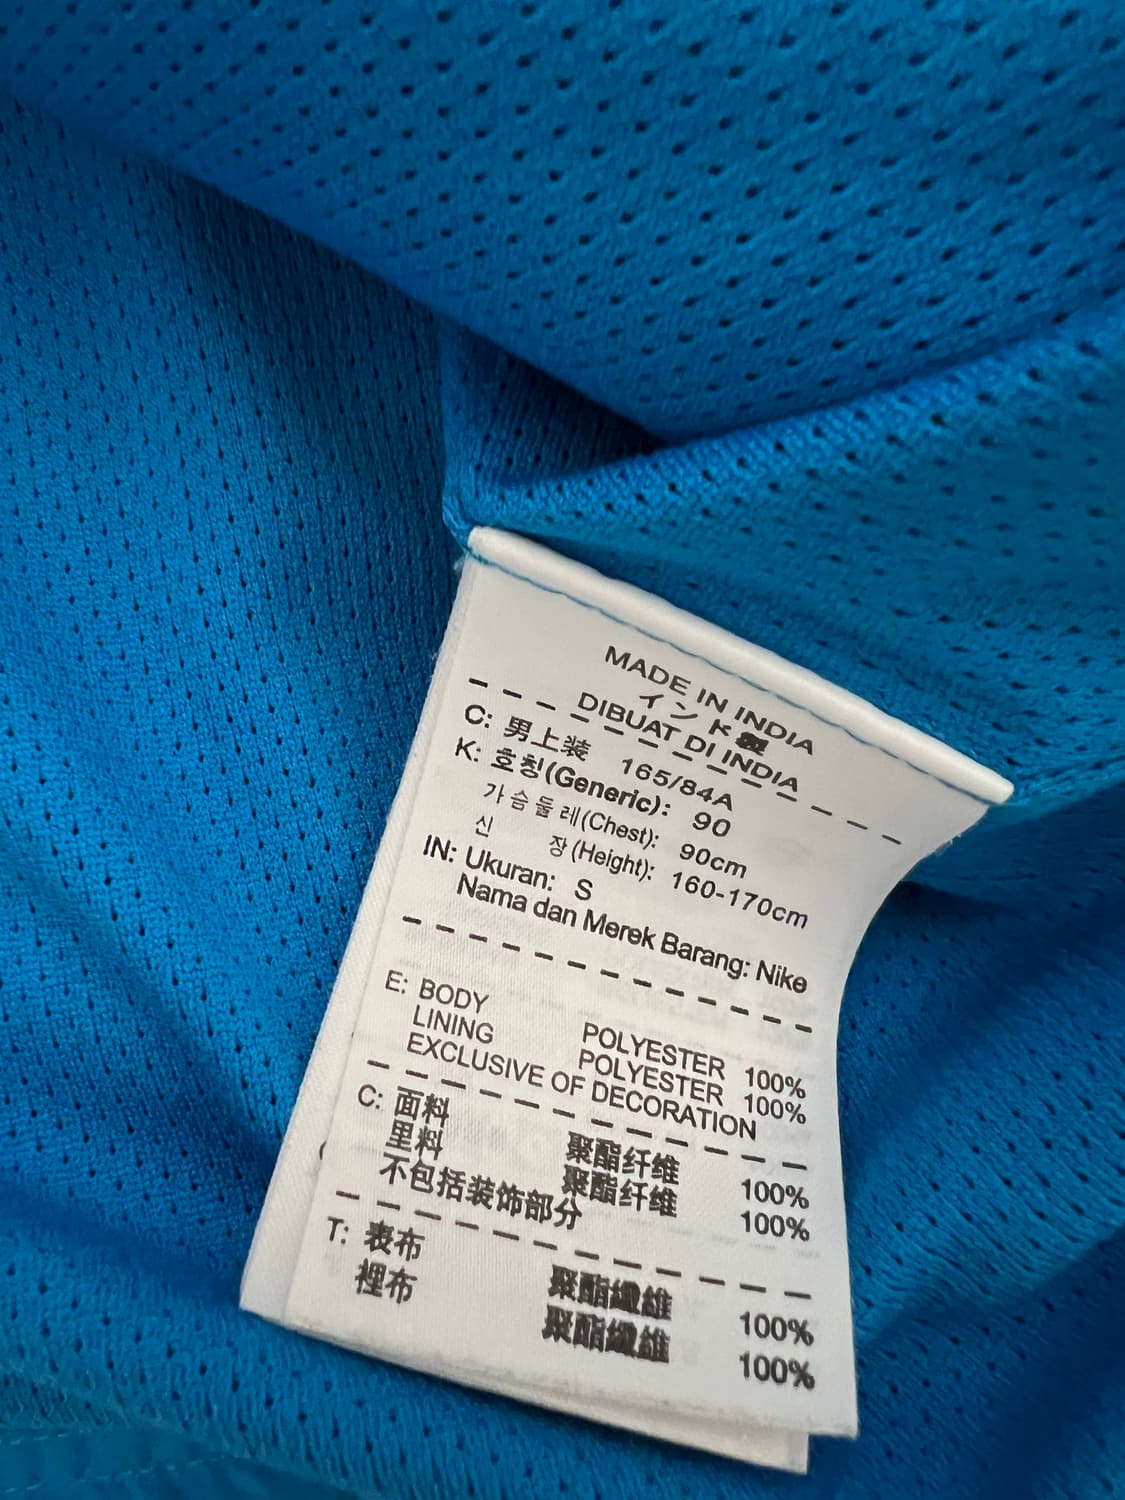 MADE IN INDIA
インド製
DIBUAT DI INDIA
C: 男上装 165/84A
K: 호칭(Generic): 90
가슴둘레(Chest): 90cm
신 장(Height): 160-170cm
IN: Ukuran: S
Nama dan Merek Barang: Nike
E: BODY POLYESTER 100%
LINING POLYESTER 100%
EXCLUSIVE OF DECORATION
C: 面料 聚酯纤维 100%
里料 聚酯纤维 100%
不包括装饰部分
T: 表布 聚酯纖維 100%
裡布 聚酯纖維 100%